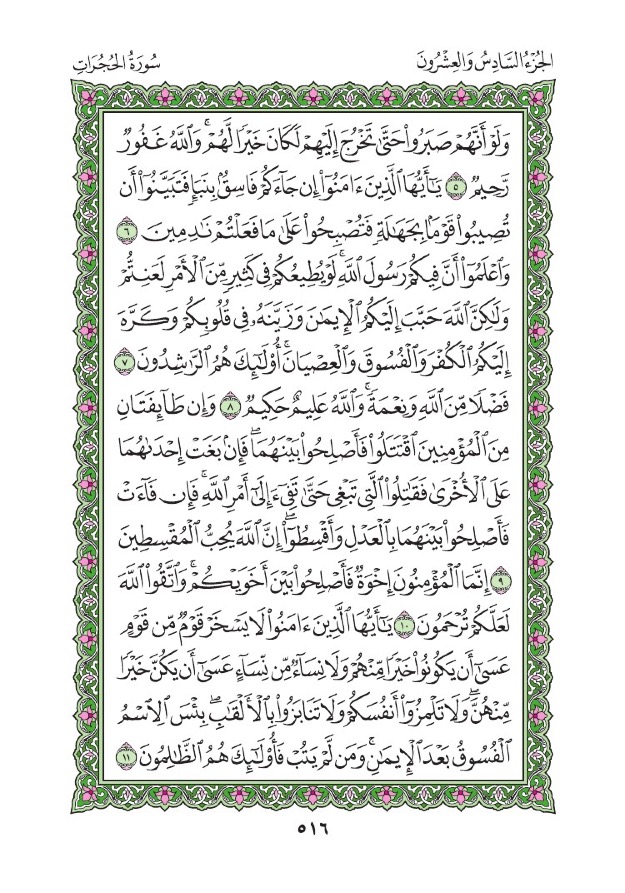 الجُزْءُ السَّادِسُ وَالعِشْرُونَ
سُورَةُ الحُجُرَاتِ
وَلَوْ أَنَّهُمْ صَبَرُوا۟ حَتَّىٰ تَخْرُجَ إِلَيْهِمْ لَكَانَ خَيْرًا لَّهُمْ ۚ وَٱللَّهُ غَفُورٌ
رَّحِيمٌ ٥ يَـٰٓأَيُّهَا ٱلَّذِينَ ءَامَنُوٓا۟ إِن جَآءَكُمْ فَاسِقٌۢ بِنَبَإٍ فَتَبَيَّنُوٓا۟ أَن
تُصِيبُوا۟ قَوْمًۢا بِجَهَـٰلَةٍ فَتُصْبِحُوا۟ عَلَىٰ مَا فَعَلْتُمْ نَـٰدِمِينَ ٦
وَٱعْلَمُوٓا۟ أَنَّ فِيكُمْ رَسُولَ ٱللَّهِ ۚ لَوْ يُطِيعُكُمْ فِى كَثِيرٍ مِّنَ ٱلْأَمْرِ لَعَنِتُّمْ
وَلَـٰكِنَّ ٱللَّهَ حَبَّبَ إِلَيْكُمُ ٱلْإِيمَـٰنَ وَزَيَّنَهُۥ فِى قُلُوبِكُمْ وَكَرَّهَ
إِلَيْكُمُ ٱلْكُفْرَ وَٱلْفُسُوقَ وَٱلْعِصْيَانَ ۚ أُو۟لَـٰٓئِكَ هُمُ ٱلرَّٰشِدُونَ ٧
فَضْلًا مِّنَ ٱللَّهِ وَنِعْمَةً ۚ وَٱللَّهُ عَلِيمٌ حَكِيمٌ ٨ وَإِن طَآئِفَتَانِ
مِنَ ٱلْمُؤْمِنِينَ ٱقْتَتَلُوا۟ فَأَصْلِحُوا۟ بَيْنَهُمَا ۖ فَإِنۢ بَغَتْ إِحْدَىٰهُمَا
عَلَى ٱلْأُخْرَىٰ فَقَـٰتِلُوا۟ ٱلَّتِى تَبْغِى حَتَّىٰ تَفِىٓءَ إِلَىٰٓ أَمْرِ ٱللَّهِ ۚ فَإِن فَآءَتْ
فَأَصْلِحُوا۟ بَيْنَهُمَا بِٱلْعَدْلِ وَأَقْسِطُوٓا۟ ۖ إِنَّ ٱللَّهَ يُحِبُّ ٱلْمُقْسِطِينَ
٩ إِنَّمَا ٱلْمُؤْمِنُونَ إِخْوَةٌ فَأَصْلِحُوا۟ بَيْنَ أَخَوَيْكُمْ ۚ وَٱتَّقُوا۟ ٱللَّهَ
لَعَلَّكُمْ تُرْحَمُونَ ١٠ يَـٰٓأَيُّهَا ٱلَّذِينَ ءَامَنُوا۟ لَا يَسْخَرْ قَوْمٌ مِّن قَوْمٍ
عَسَىٰٓ أَن يَكُونُوا۟ خَيْرًا مِّنْهُمْ وَلَا نِسَآءٌ مِّن نِّسَآءٍ عَسَىٰٓ أَن يَكُنَّ خَيْرًا
مِّنْهُنَّ ۖ وَلَا تَلْمِزُوٓا۟ أَنفُسَكُمْ وَلَا تَنَابَزُوا۟ بِٱلْأَلْقَـٰبِ ۖ بِئْسَ ٱلِٱسْمُ
ٱلْفُسُوقُ بَعْدَ ٱلْإِيمَـٰنِ ۚ وَمَن لَّمْ يَتُبْ فَأُو۟لَـٰٓئِكَ هُمُ ٱلظَّـٰلِمُونَ ١١
٥١٦